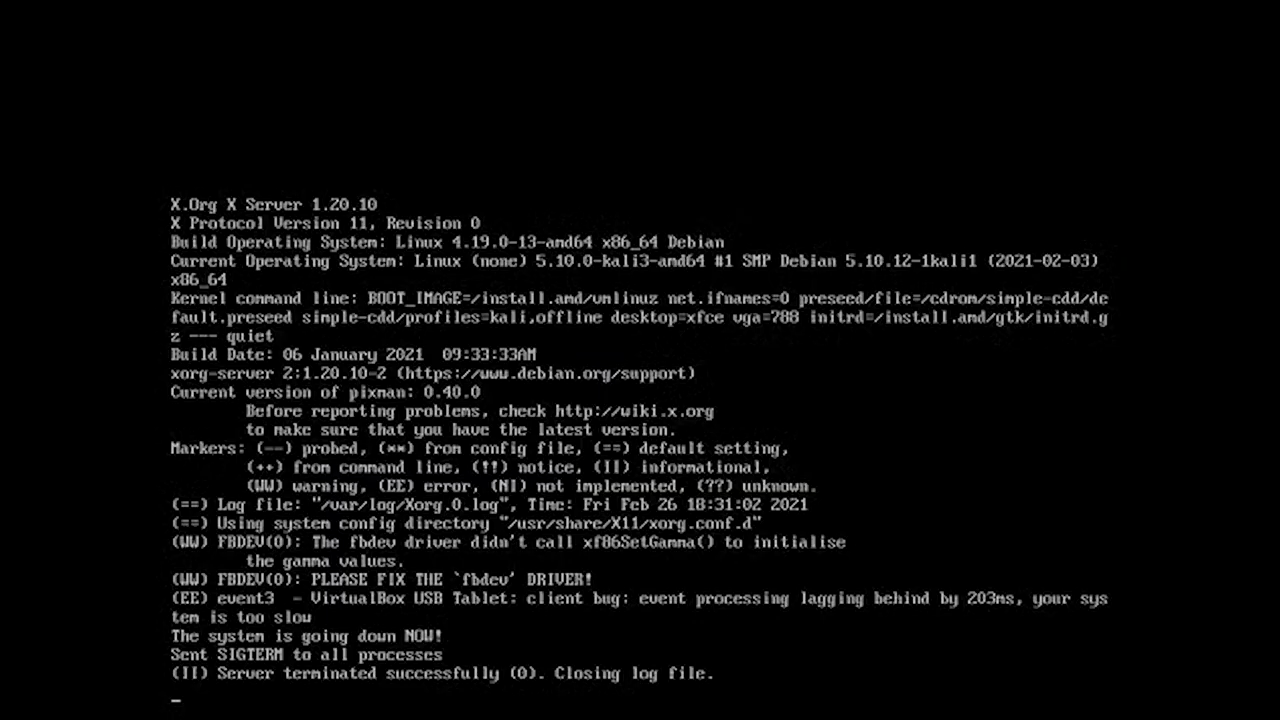 X.Org X Server 1.20.10
X Protocol Version 11, Revision 0
Build Operating System: Linux 4.19.0-13-amd64 x86_64 Debian
Current Operating System: Linux (none) 5.10.0-kali3-amd64 #1 SMP Debian 5.10.12-1kali1 (2021-02-03)
x86_64
Kernel command line: BOOT_IMAGE=/install.amd/vmlinuz net.ifnames=0 preseed/file=/cdrom/simple-cdd/de
fault.preseed simple-cdd/profiles=kali,offline desktop=xfce vga=788 initrd=/install.amd/gtk/initrd.g
z --- quiet
Build Date: 06 January 2021  09:33:33AM
xorg-server 2:1.20.10-2 (https://www.debian.org/support)
Current version of pixman: 0.40.0
        Before reporting problems, check http://wiki.x.org
        to make sure that you have the latest version.
Markers: (--) probed, (**) from config file, (==) default setting,
        (++) from command line, (!!) notice, (II) informational,
        (WW) warning, (EE) error, (NI) not implemented, (??) unknown.
(==) Log file: "/var/log/Xorg.0.log", Time: Fri Feb 26 18:31:02 2021
(==) Using system config directory "/usr/share/X11/xorg.conf.d"
(WW) FBDEV(0): The fbdev driver didn't call xf86SetGamma() to initialise
        the gamma values.
(WW) FBDEV(0): PLEASE FIX THE `fbdev' DRIVER!
(EE) event3  - VirtualBox USB Tablet: client bug: event processing lagging behind by 203ms, your sys
tem is too slow
The system is going down NOW!
Sent SIGTERM to all processes
(II) Server terminated successfully (0). Closing log file.
_